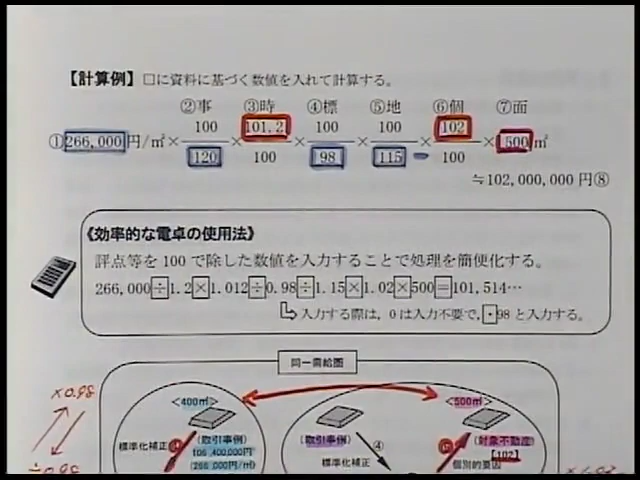 【計算例】□に資料に基づく数値を入れて計算する。
②事 ③時 ④標 ⑤地 ⑥個 ⑦面
①266,000円/㎡× 100/120 × 101.2/100 × 100/98 × 100/115 × 102/100 × 500㎡
≒102,000,000円⑧
《効率的な電卓の使用法》
評点等を100で除した数値を入力することで処理を簡便化する。
266,000÷1.2×1.012÷0.98÷1.15×1.02×500=101,514…
入力する際は，0は入力不要で，・98と入力する。
同一需給圏
×0.98
<400㎡>
<500㎡>
(取引事例)
(取引事例)
(対象不動産)
標準化補正
④
106,400,000円
(266,000円/㎡)
④
標準化補正
個別的要因
【102】
÷0.98